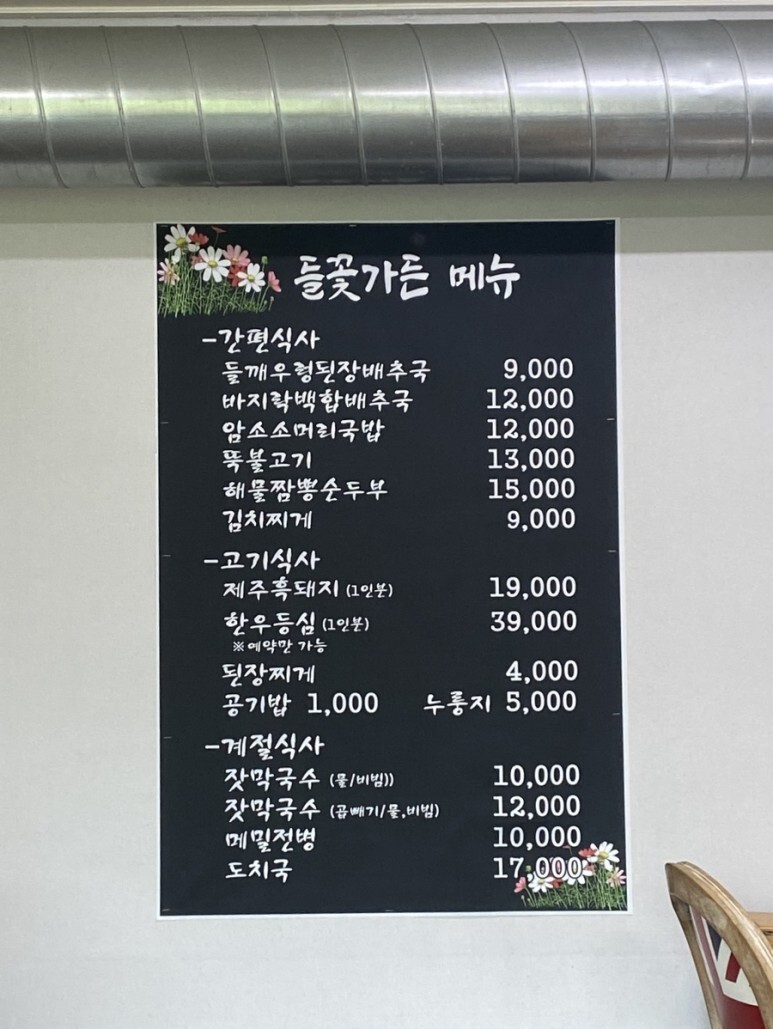 들꽃가든 메뉴
-간편식사
들깨우렁된장배추국 9,000
바지락백합배추국 12,000
암소소머리국밥 12,000
뚝불고기 13,000
해물짬뽕순두부 15,000
김치찌게 9,000
-고기식사
제주흑돼지 (1인분) 19,000
한우등심 (1인분) 39,000
※예약만 가능
된장찌게 4,000
공기밥 1,000 누룽지 5,000
-계절식사
잣막국수 (물/비빔)) 10,000
잣막국수 (곱빼기/물,비빔) 12,000
메밀전병 10,000
도치국 17,000